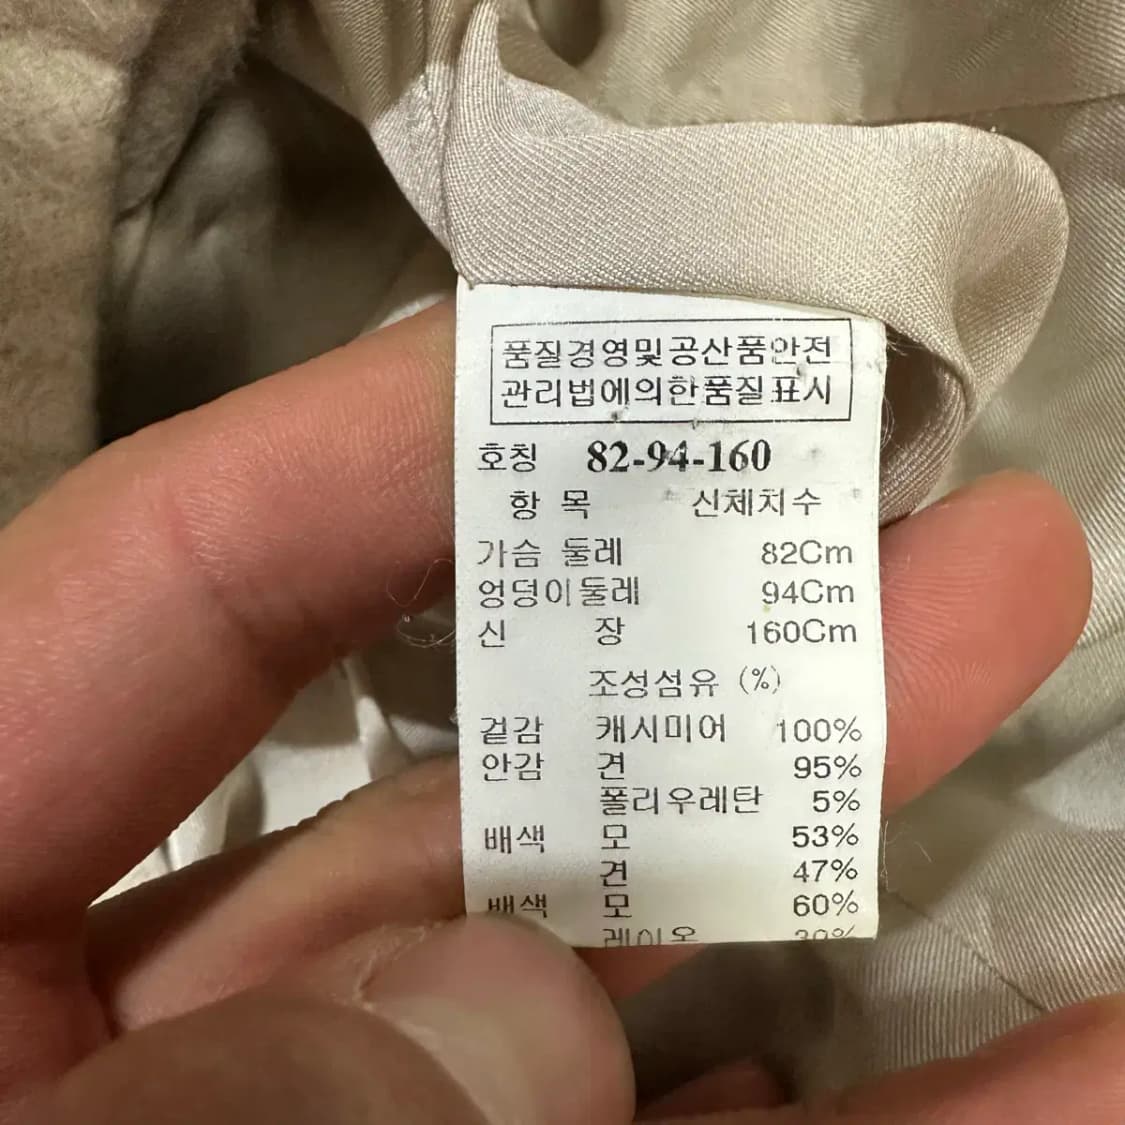 품질경영및공산품안전
관리법에의한품질표시
호칭 82-94-160
항 목 신체치수
가슴 둘레 82Cm
엉덩이둘레 94Cm
신 장 160Cm
조성섬유 (%)
겉감 캐시미어 100%
안감 견 95%
폴리우레탄 5%
배색 모 53%
견 47%
배색 모 60%
레이온 30%